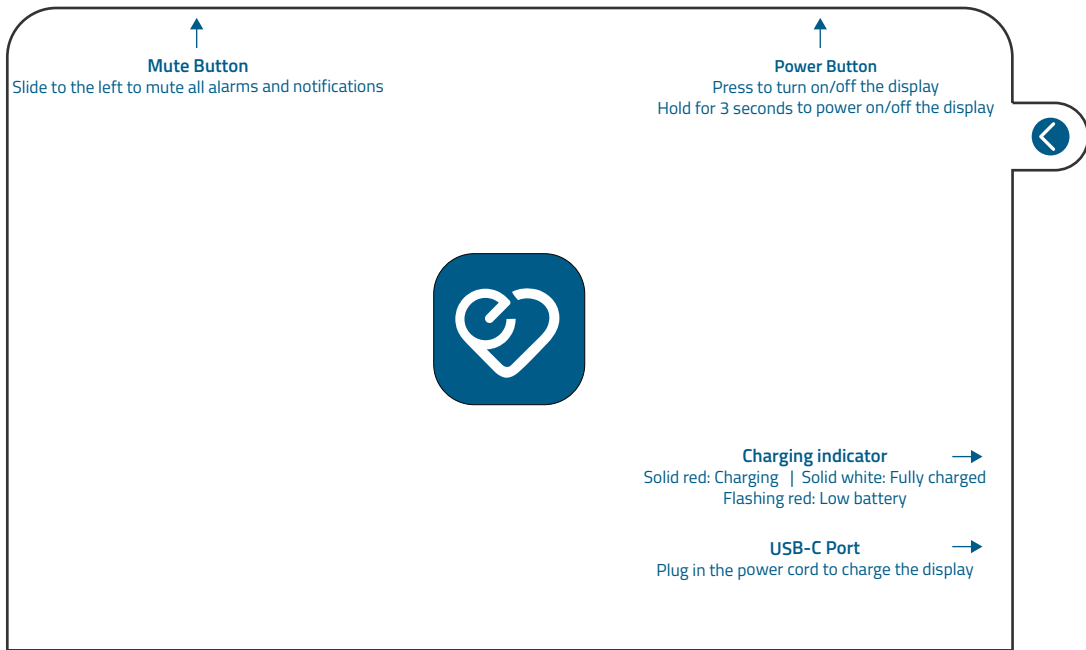 Mute Button
Slide to the left to mute all alarms and notifications
Power Button
Press to turn on/off the display
Hold for 3 seconds to power on/off the display
Charging indicator
Solid red: Charging | Solid white: Fully charged
Flashing red: Low battery
USB-C Port
Plug in the power cord to charge the display